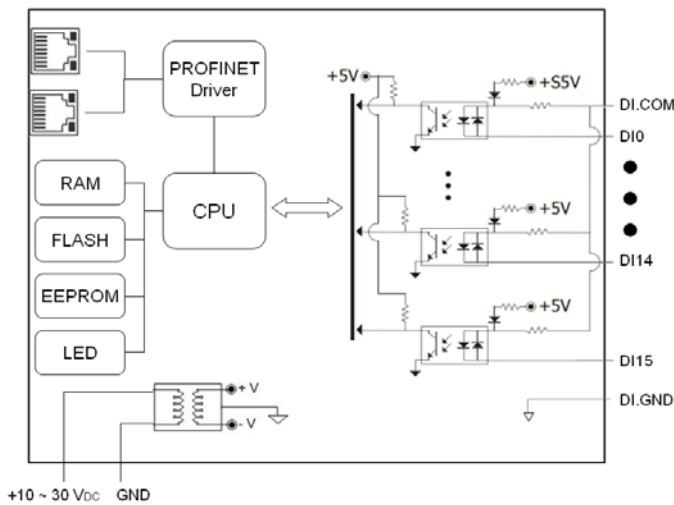 PROFINET
Driver
+5V
+S5V
DI.COM
DI0
RAM
CPU
FLASH
+5V
DI14
EEPROM
+5V
LED
DI15
+ V
- V
DI.GND
+10 ~ 30 VDC
GND